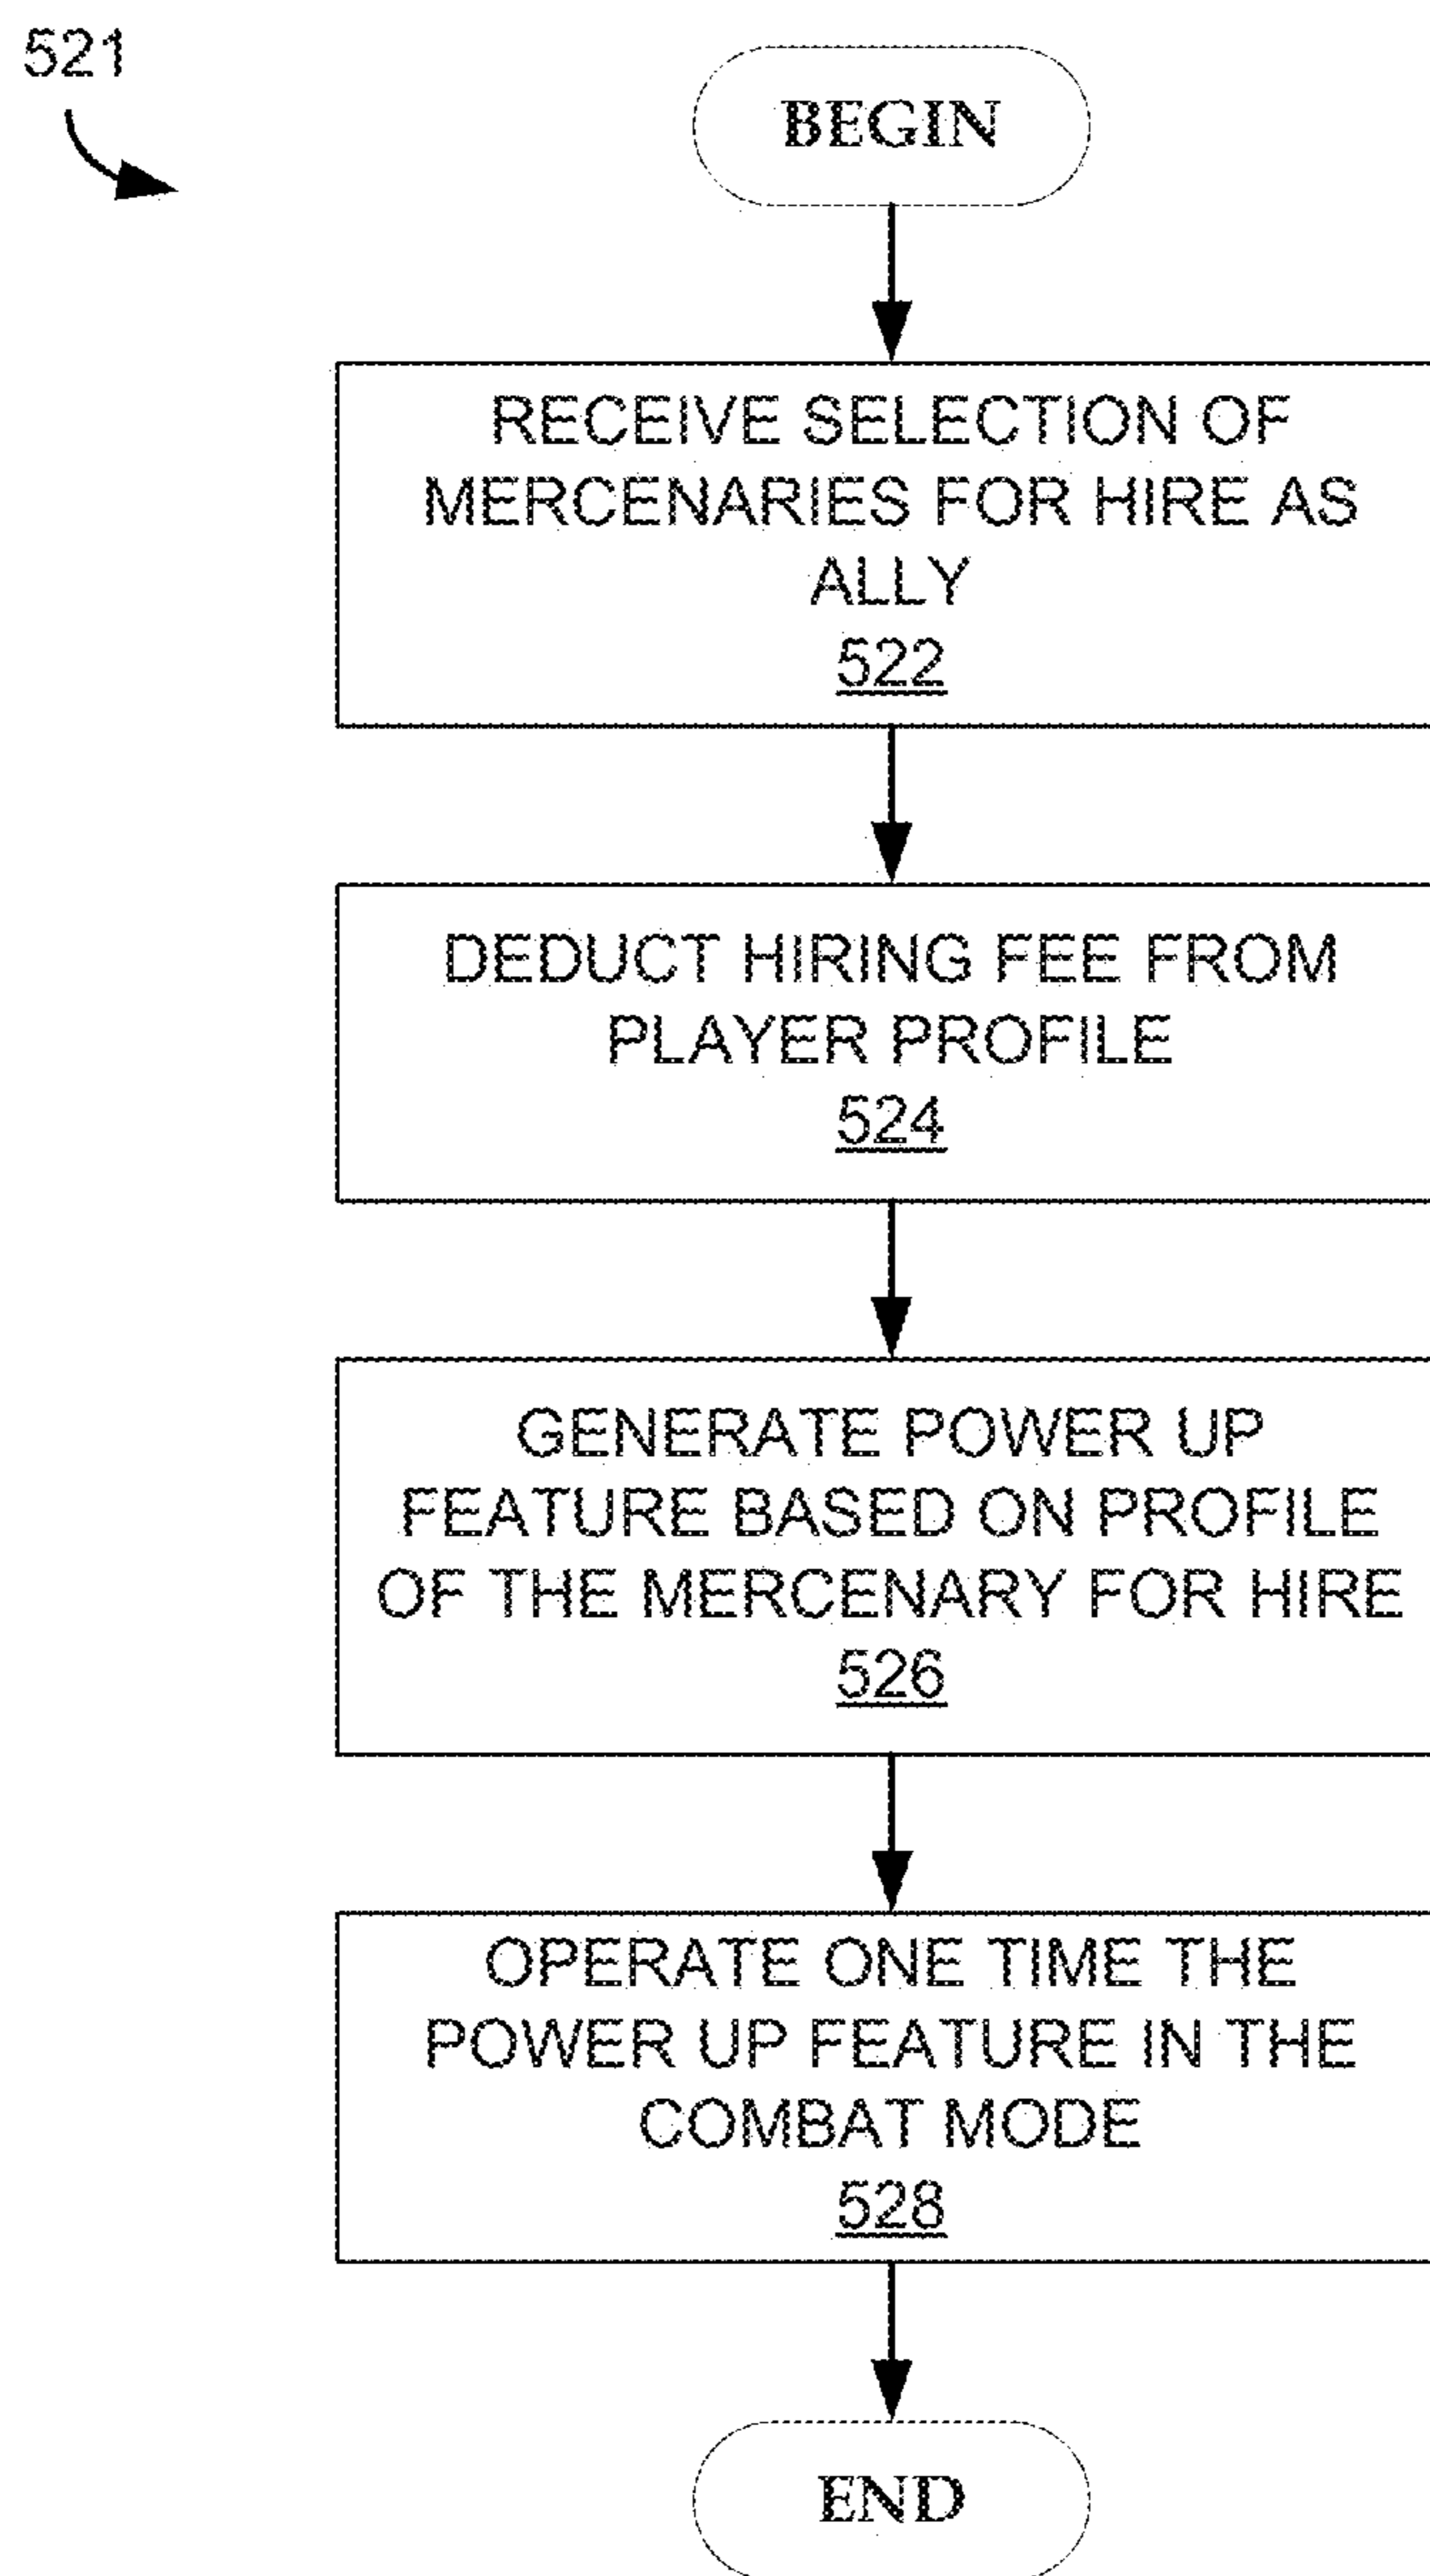 521
BEGIN
RECEIVE SELECTION OF
MERCENARIES FOR HIRE AS
ALLY
522
DEDUCT HIRING FEE FROM
PLAYER PROFILE
524
GENERATE POWER UP
FEATURE BASED ON PROFILE
OF THE MERCENARY FOR HIRE
526
OPERATE ONE TIME THE
POWER UP FEATURE IN THE
COMBAT MODE
528
END